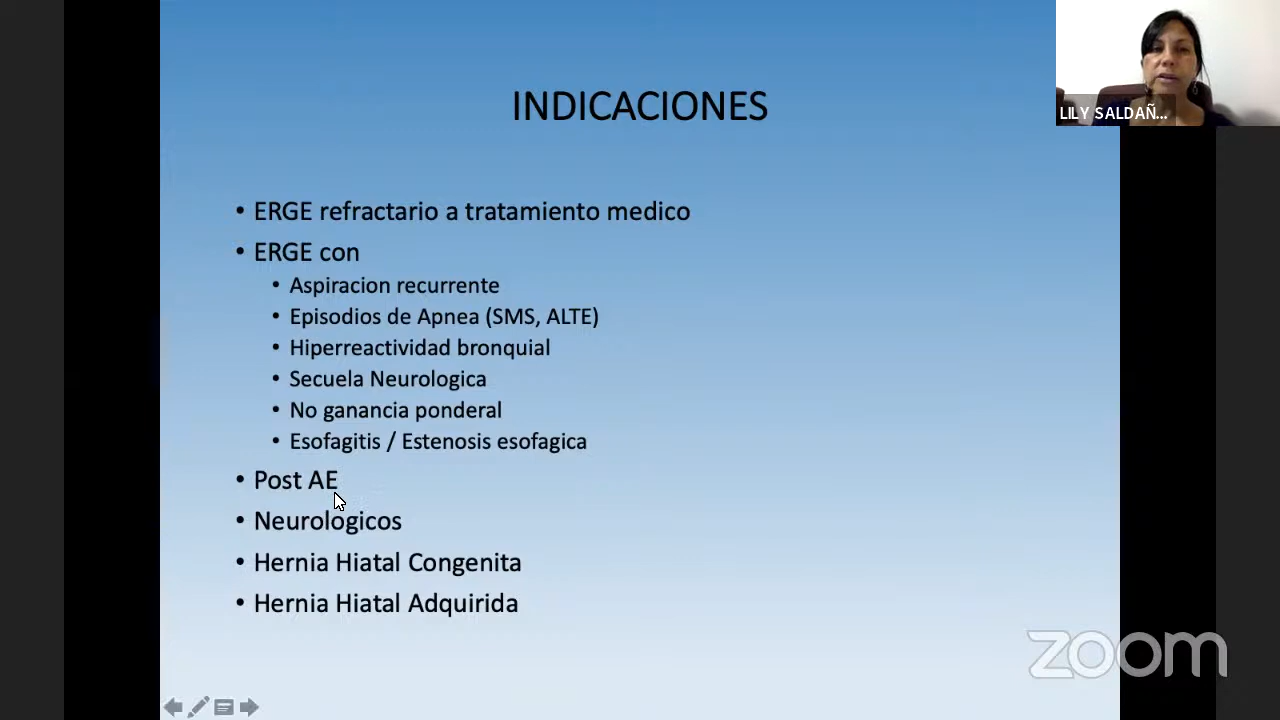 INDICACIONES
LILY SALDAÑ...
• ERGE refractario a tratamiento medico
• ERGE con
• Aspiracion recurrente
• Episodios de Apnea (SMS, ALTE)
• Hiperreactividad bronquial
• Secuela Neurologica
• No ganancia ponderal
• Esofagitis / Estenosis esofagica
• Post AE
• Neurologicos
• Hernia Hiatal Congenita
• Hernia Hiatal Adquirida
zoom